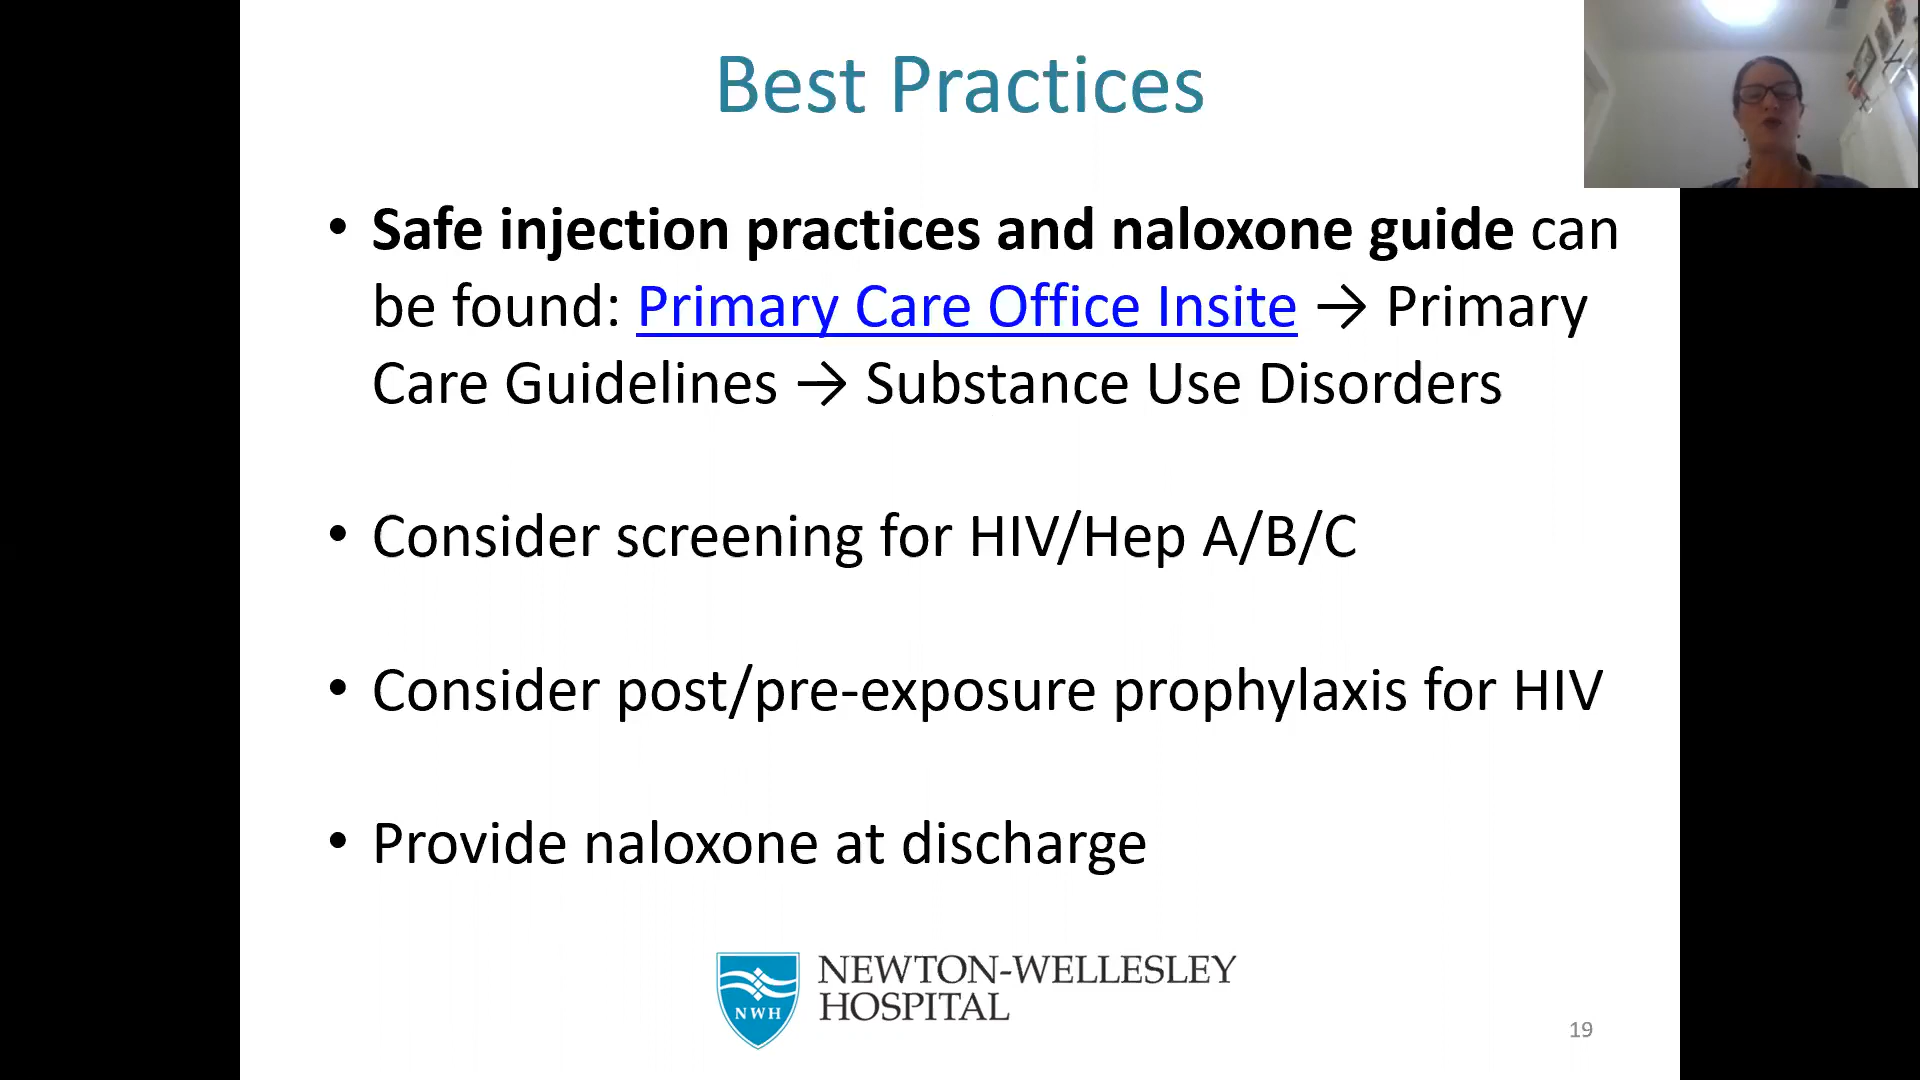 Best Practices
• Safe injection practices and naloxone guide can
be found: Primary Care Office Insite → Primary
Care Guidelines → Substance Use Disorders
• Consider screening for HIV/Hep A/B/C
• Consider post/pre-exposure prophylaxis for HIV
• Provide naloxone at discharge
NWH
NEWTON-WELLESLEY
HOSPITAL
19